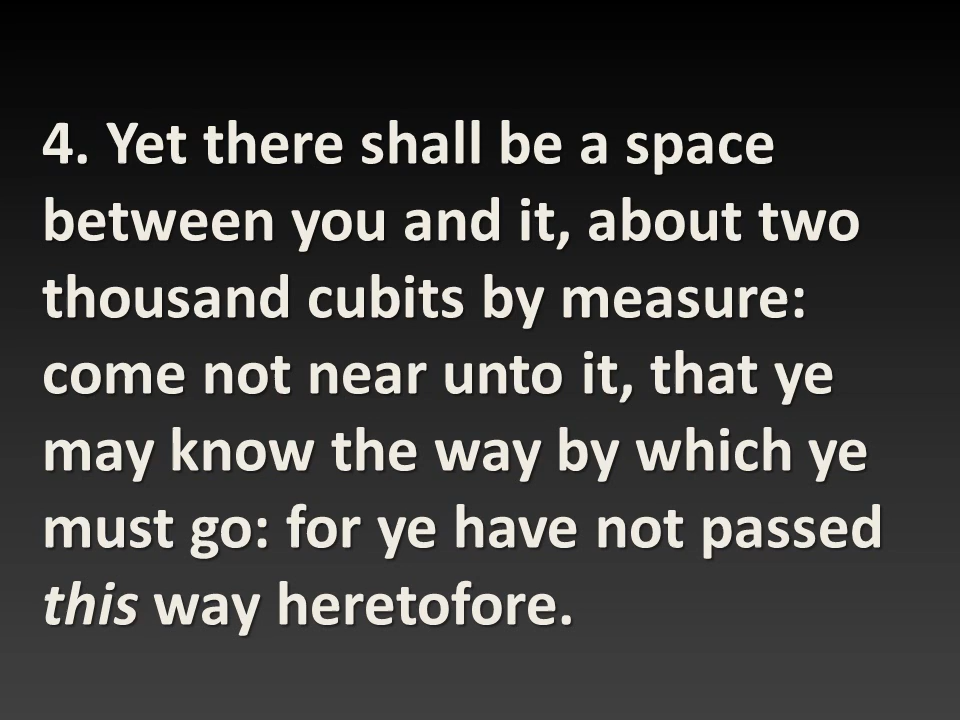 4. Yet there shall be a space
between you and it, about two
thousand cubits by measure:
come not near unto it, that ye
may know the way by which ye
must go: for ye have not passed
this way heretofore.